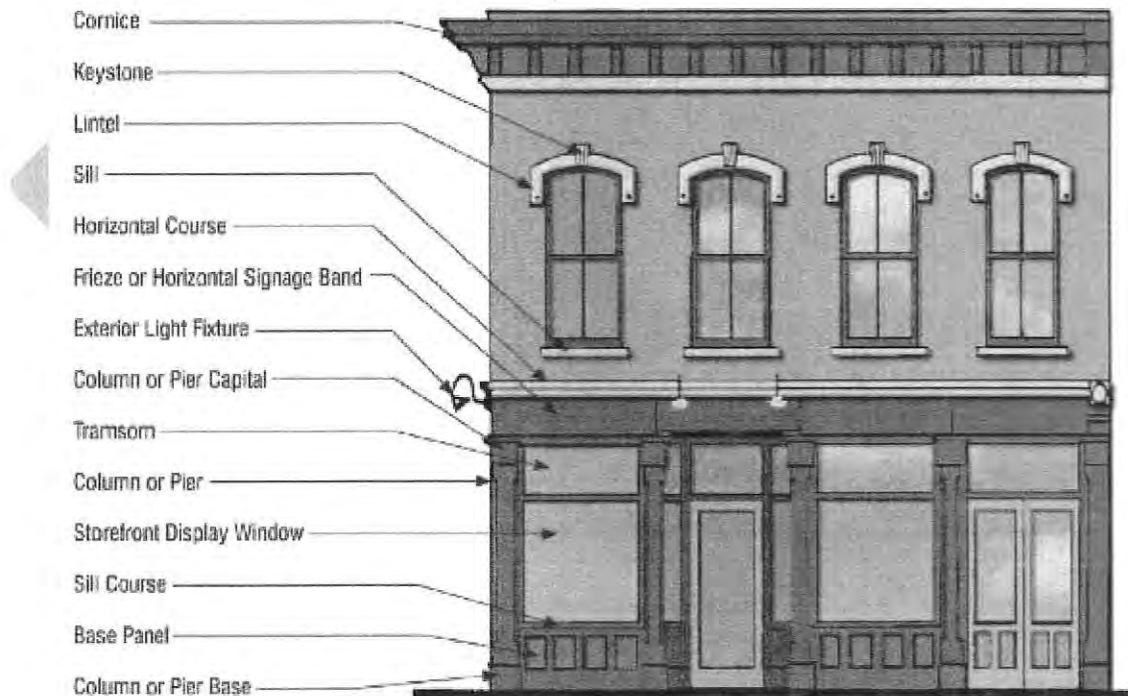 Cornice
Keystone
Lintel
Sill
Horizontal Course
Frieze or Horizontal Signage Band
Exterior Light Fixture
Column or Pier Capital
Tramsom
Column or Pier
Storefront Display Window
Sill Course
Base Panel
Column or Pier Base